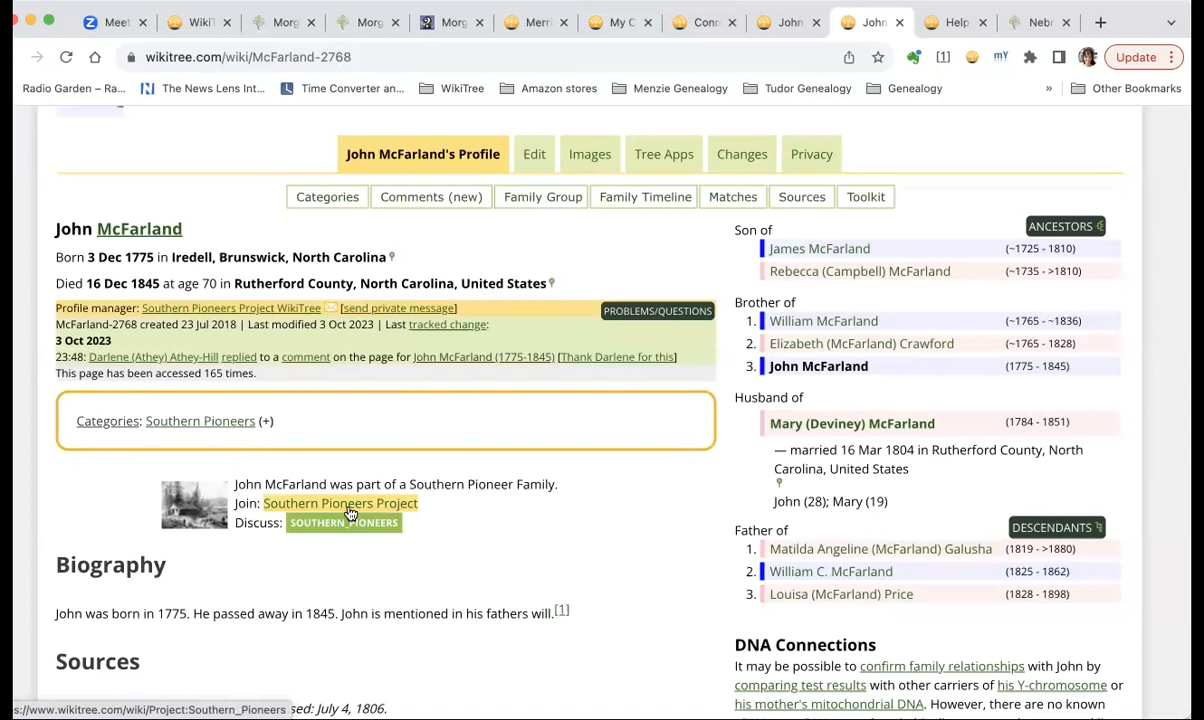 Meet
WikiT
Morg
Morg
Morg
Merri
My C
Conn
John
John
Help
Nebr
wikitree.com/wiki/McFarland-2768
[1]
mY
Update
Radio Garden – Ra...
The News Lens Int...
Time Converter an...
WikiTree
Amazon stores
Menzie Genealogy
Tudor Genealogy
Genealogy
»
Other Bookmarks
John McFarland's Profile
Edit
Images
Tree Apps
Changes
Privacy
Categories
Comments (new)
Family Group
Family Timeline
Matches
Sources
Toolkit
John McFarland
Born 3 Dec 1775 in Iredell, Brunswick, North Carolina
Died 16 Dec 1845 at age 70 in Rutherford County, North Carolina, United States
Profile manager: Southern Pioneers Project WikiTree [send private message]
PROBLEMS/QUESTIONS
McFarland-2768 created 23 Jul 2018 | Last modified 3 Oct 2023 | Last tracked change:
3 Oct 2023
23:48: Darlene (Athey) Athey-Hill replied to a comment on the page for John McFarland (1775-1845) [Thank Darlene for this]
This page has been accessed 165 times.
Categories: Southern Pioneers (+)
John McFarland was part of a Southern Pioneer Family.
Join: Southern Pioneers Project
Discuss: SOUTHERN_PIONEERS
Biography
John was born in 1775. He passed away in 1845. John is mentioned in his fathers will.[1]
Sources
sed: July 4, 1806.
s://www.wikitree.com/wiki/Project:Southern_Pioneers
Son of
ANCESTORS
James McFarland (~1725 - 1810)
Rebecca (Campbell) McFarland (~1735 - >1810)
Brother of
1. William McFarland (~1765 - ~1836)
2. Elizabeth (McFarland) Crawford (~1765 - 1828)
3. John McFarland (1775 - 1845)
Husband of
Mary (Deviney) McFarland (1784 - 1851)
— married 16 Mar 1804 in Rutherford County, North
Carolina, United States
John (28); Mary (19)
Father of
DESCENDANTS
1. Matilda Angeline (McFarland) Galusha (1819 - >1880)
2. William C. McFarland (1825 - 1862)
3. Louisa (McFarland) Price (1828 - 1898)
DNA Connections
It may be possible to confirm family relationships with John by
comparing test results with other carriers of his Y-chromosome or
his mother's mitochondrial DNA. However, there are no known